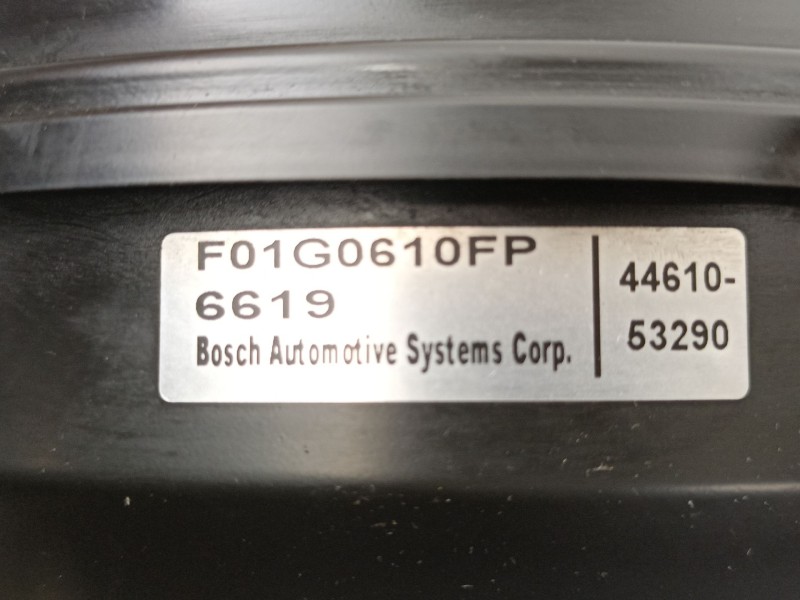 F01G0610FP
6619
Bosch Automotive Systems Corp.
44610-
53290